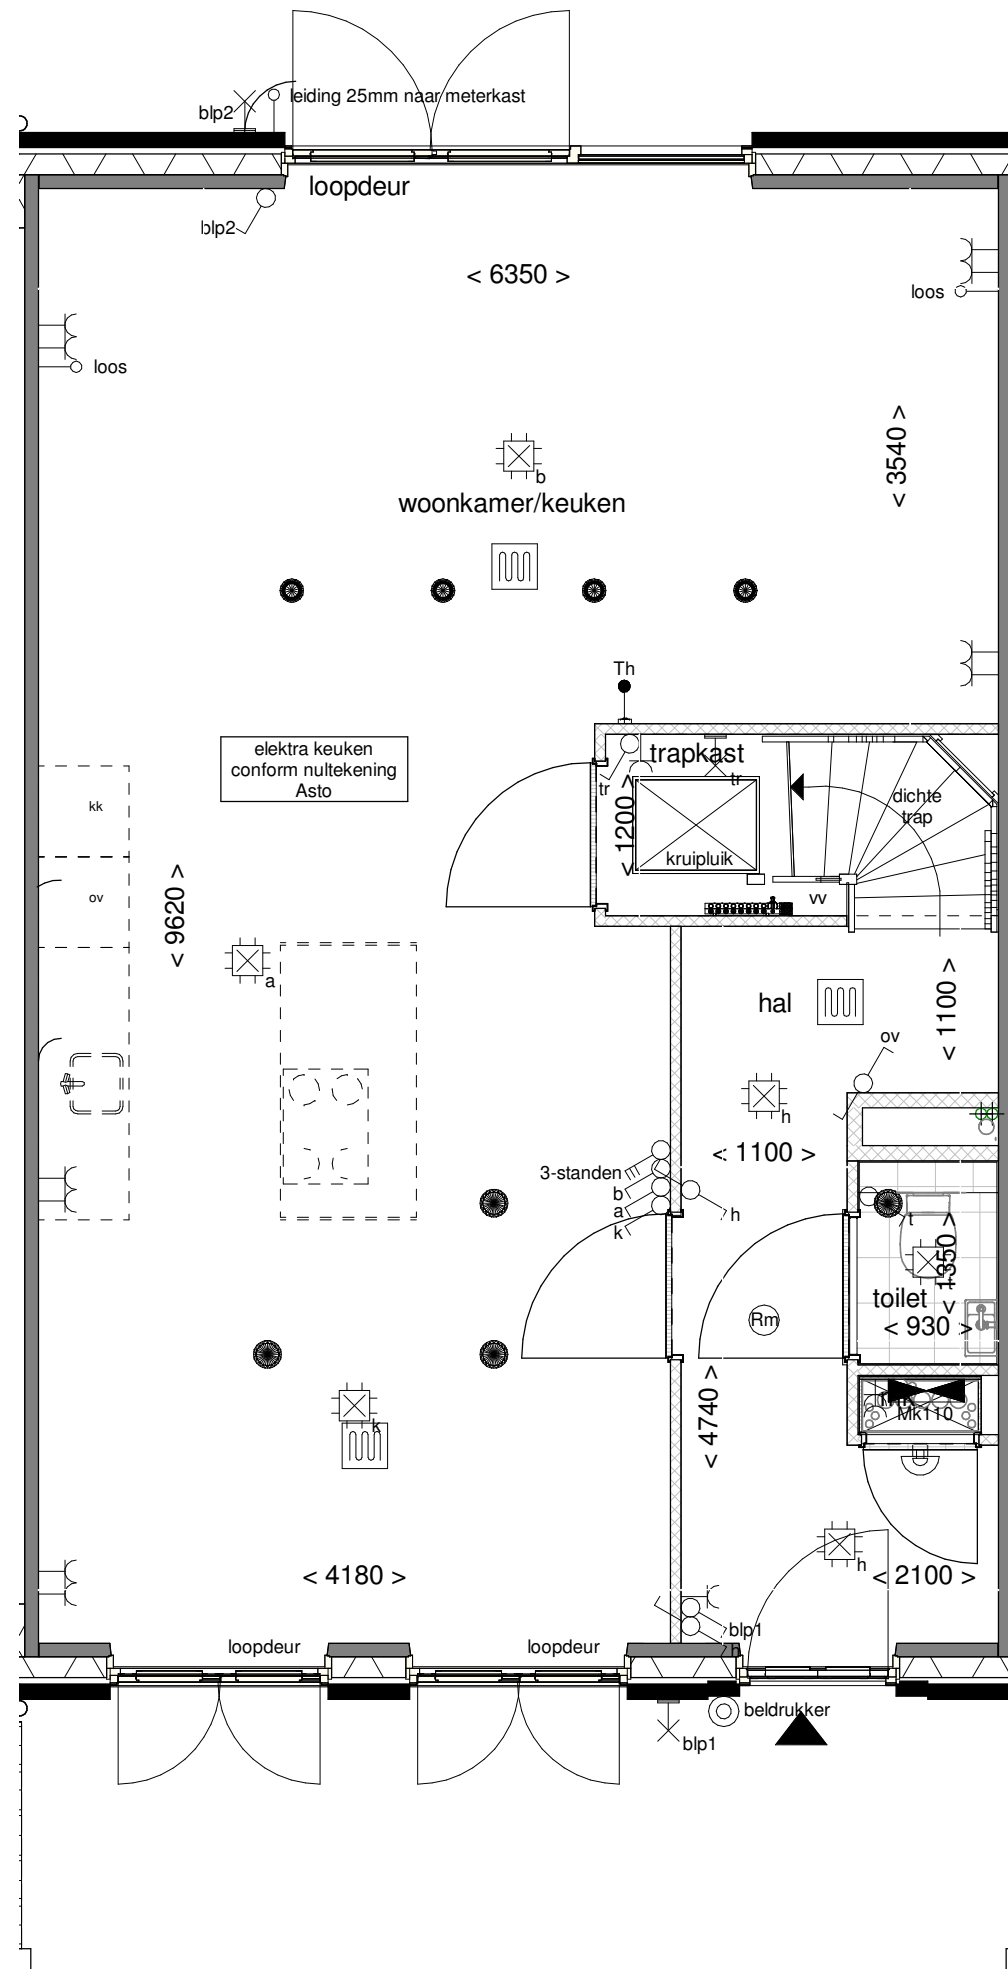 leiding 25mm naar meterkast
blp2
loopdeur
blp2
< 6350 >
loos
loos
< 3540 >
b
woonkamer/keuken
Th
elektra keuken
conform nultekening
Asto
trapkast
tr
tr
dichte
trap
kk
< 1200 >
kruipluik
ov
vv
< 9620 >
a
hal
< 1100 >
ov
h
< 1100 >
3-standen
b
a
k
h
t
< 1350 >
toilet
< 930 >
Rm
< 4740 >
Mk110
k
h
< 4180 >
< 2100 >
blp1
h
loopdeur
loopdeur
beldrukker
blp1